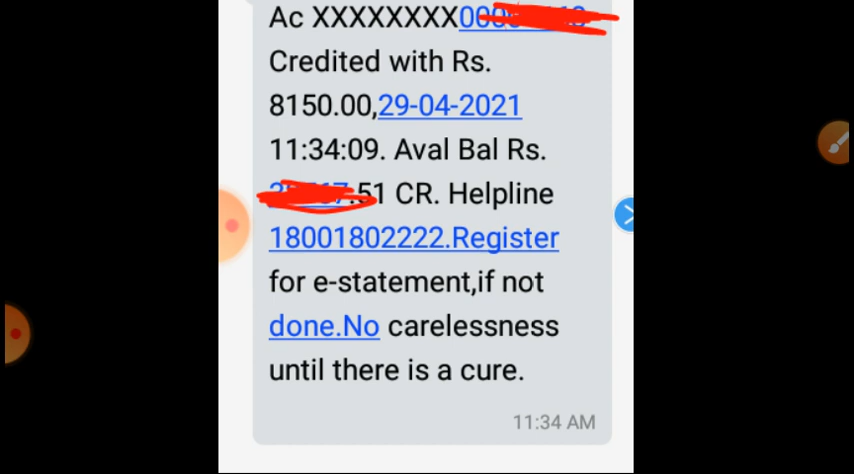 Ac XXXXXXXX
Credited with Rs.
8150.00,29-04-2021
11:34:09. Aval Bal Rs.
.51 CR. Helpline
18001802222.Register
for e-statement,if not
done.No carelessness
until there is a cure.
11:34 AM